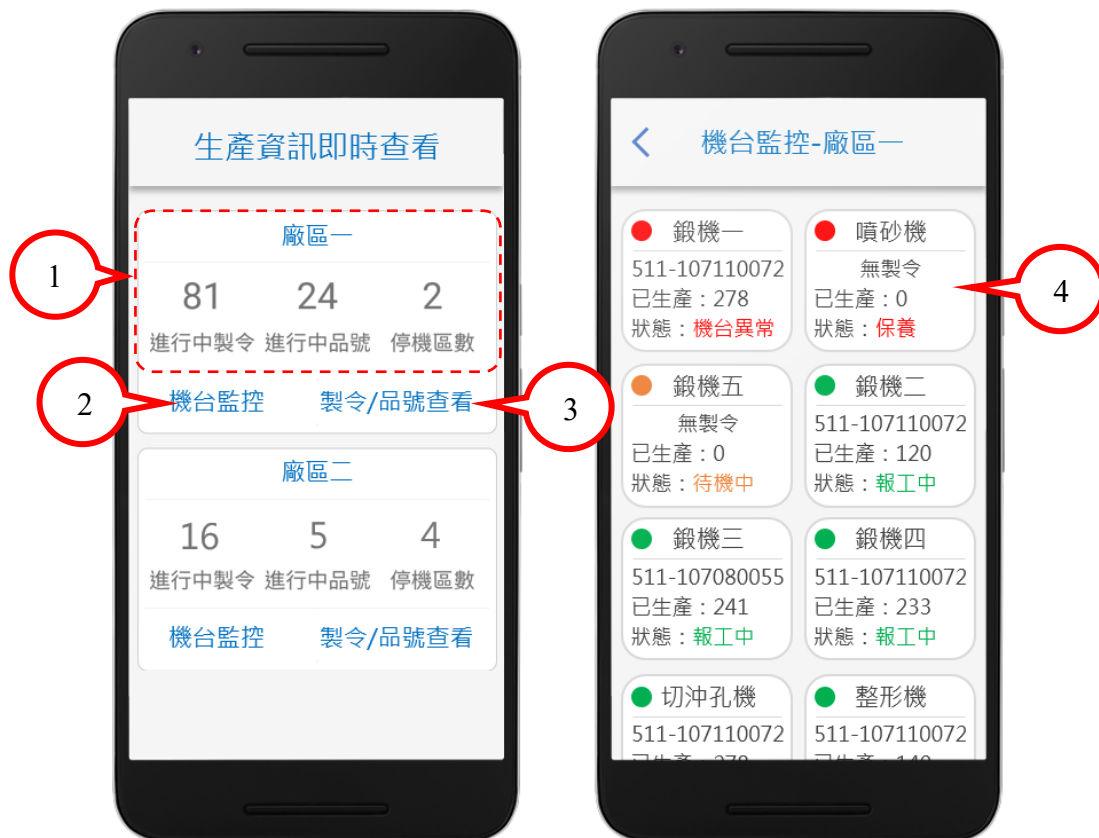 生產資訊即時查看
1
廠區一
81 24 2
進行中製令 進行中品號 停機區數
2
機台監控 製令/品號查看
3
廠區二
16 5 4
進行中製令 進行中品號 停機區數
機台監控 製令/品號查看
機台監控-廠區一
鍛機一
511-107110072
已生產：278
狀態：機台異常
噴砂機
無製令
已生產：0
狀態：保養
4
鍛機五
無製令
已生產：0
狀態：待機中
鍛機二
511-107110072
已生產：120
狀態：報工中
鍛機三
511-107080055
已生產：241
狀態：報工中
鍛機四
511-107110072
已生產：233
狀態：報工中
切沖孔機
511-107110072
整形機
511-107110072